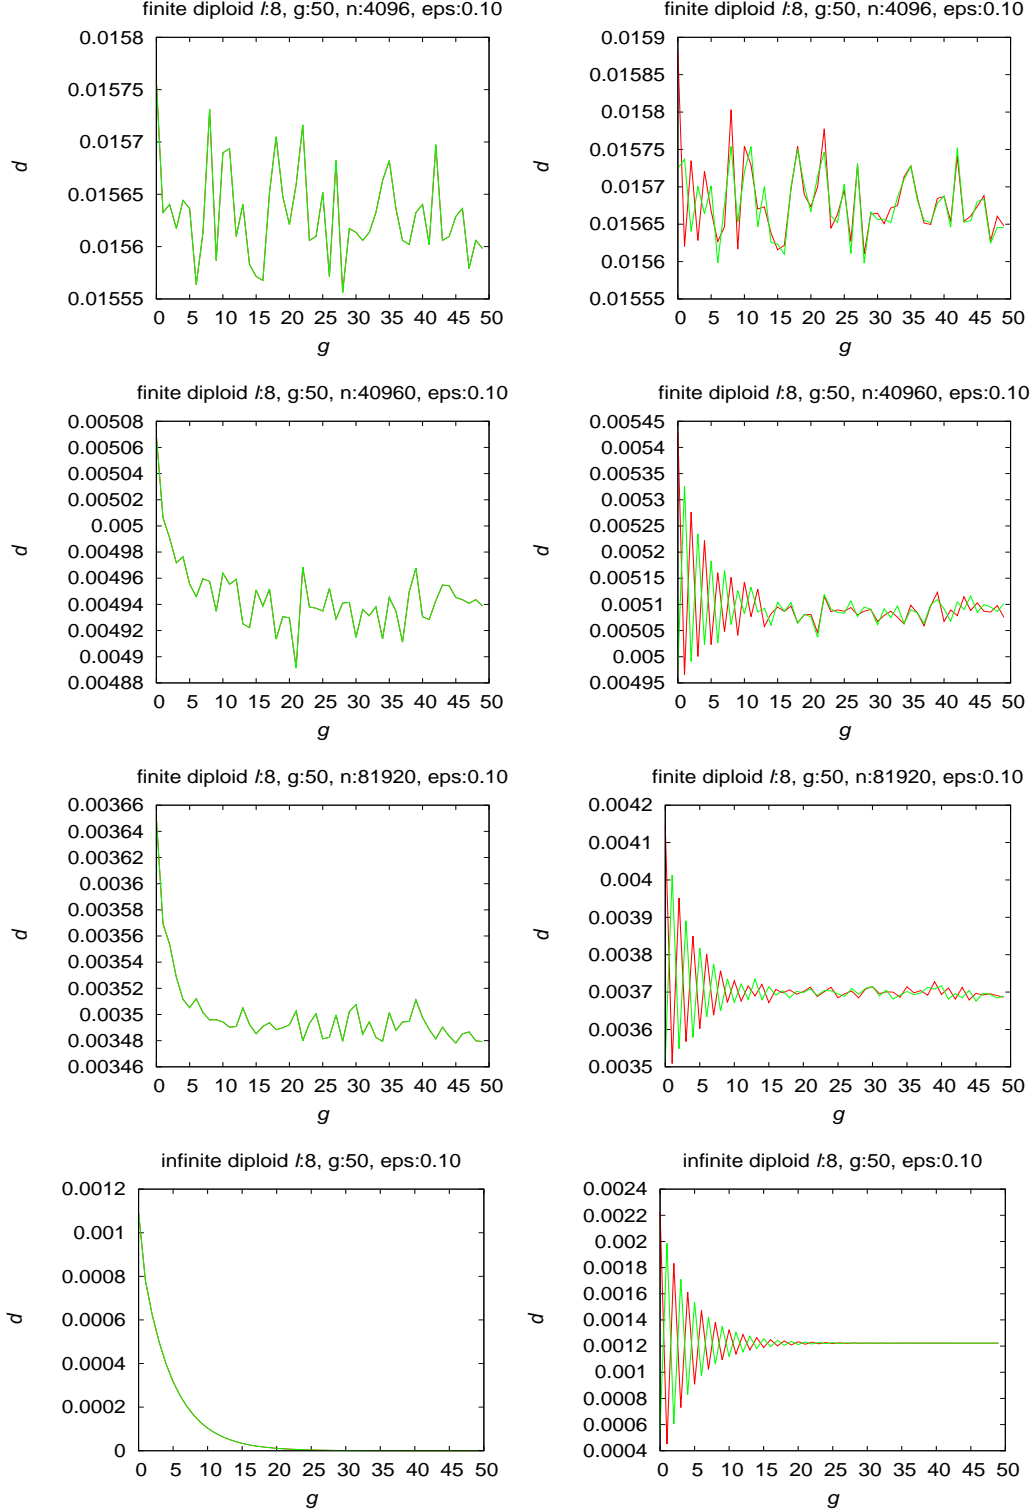 finite diploid l:8, g:50, n:4096, eps:0.10
0.0158
0.01575
0.0157
0.01565
0.0156
0.01555
d
0 5 10 15 20 25 30 35 40 45 50
g
finite diploid l:8, g:50, n:4096, eps:0.10
0.0159
0.01585
0.0158
0.01575
0.0157
0.01565
0.0156
0.01555
d
0 5 10 15 20 25 30 35 40 45 50
g
finite diploid l:8, g:50, n:40960, eps:0.10
0.00508
0.00506
0.00504
0.00502
0.005
0.00498
0.00496
0.00494
0.00492
0.0049
0.00488
d
0 5 10 15 20 25 30 35 40 45 50
g
finite diploid l:8, g:50, n:40960, eps:0.10
0.00545
0.0054
0.00535
0.0053
0.00525
0.0052
0.00515
0.0051
0.00505
0.005
0.00495
d
0 5 10 15 20 25 30 35 40 45 50
g
finite diploid l:8, g:50, n:81920, eps:0.10
0.00366
0.00364
0.00362
0.0036
0.00358
0.00356
0.00354
0.00352
0.0035
0.00348
0.00346
d
0 5 10 15 20 25 30 35 40 45 50
g
finite diploid l:8, g:50, n:81920, eps:0.10
0.0042
0.0041
0.004
0.0039
0.0038
0.0037
0.0036
0.0035
d
0 5 10 15 20 25 30 35 40 45 50
g
infinite diploid l:8, g:50, eps:0.10
0.0012
0.001
0.0008
0.0006
0.0004
0.0002
0
d
0 5 10 15 20 25 30 35 40 45 50
g
infinite diploid l:8, g:50, eps:0.10
0.0024
0.0022
0.002
0.0018
0.0016
0.0014
0.0012
0.001
0.0008
0.0006
0.0004
d
0 5 10 15 20 25 30 35 40 45 50
g